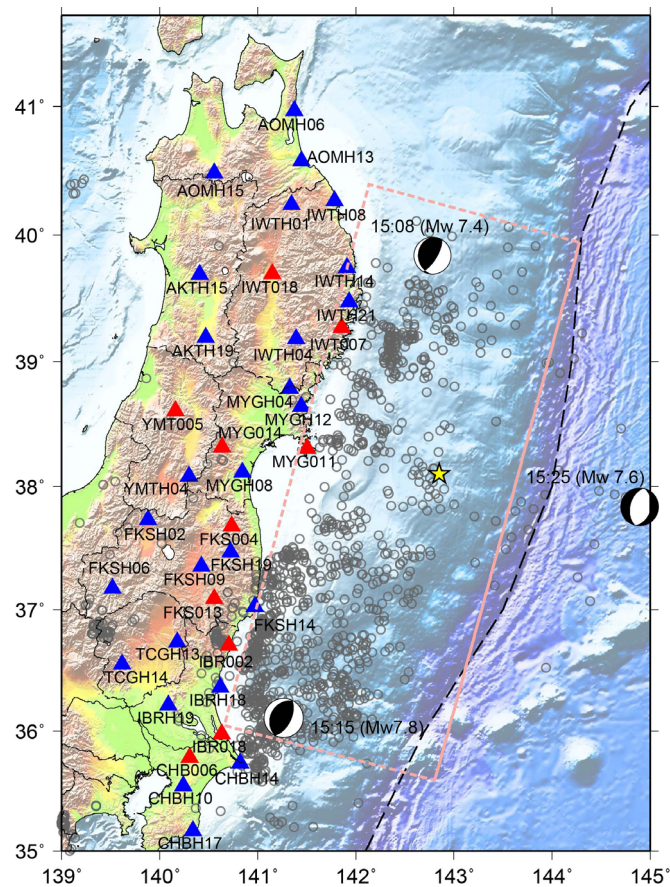 41°
AOMH06
AOMH13
AOMH15
IWTH08
IWTH01
15:08 (Mw 7.4)
40°
IWTH14
AKTH15
IWT018
IWTH21
IWT007
AKTH19
IWTH04
39°
MYGH04
MYGH12
YMT005
MYG014
MYG011
15:25 (Mw 7.6)
YMTH04
MYGH08
38°
FKSH02
FKS004
FKSH19
FKSH06
FKSH09
FKS013
37°
FKSH14
TCGH13
IBR002
TCGH14
IBRH18
IBRH19
36°
15:15 (Mw7.8)
IBR018
CHB006
CHBH14
CHBH10
CHBH17
35°
139° 140° 141° 142° 143° 144° 145°